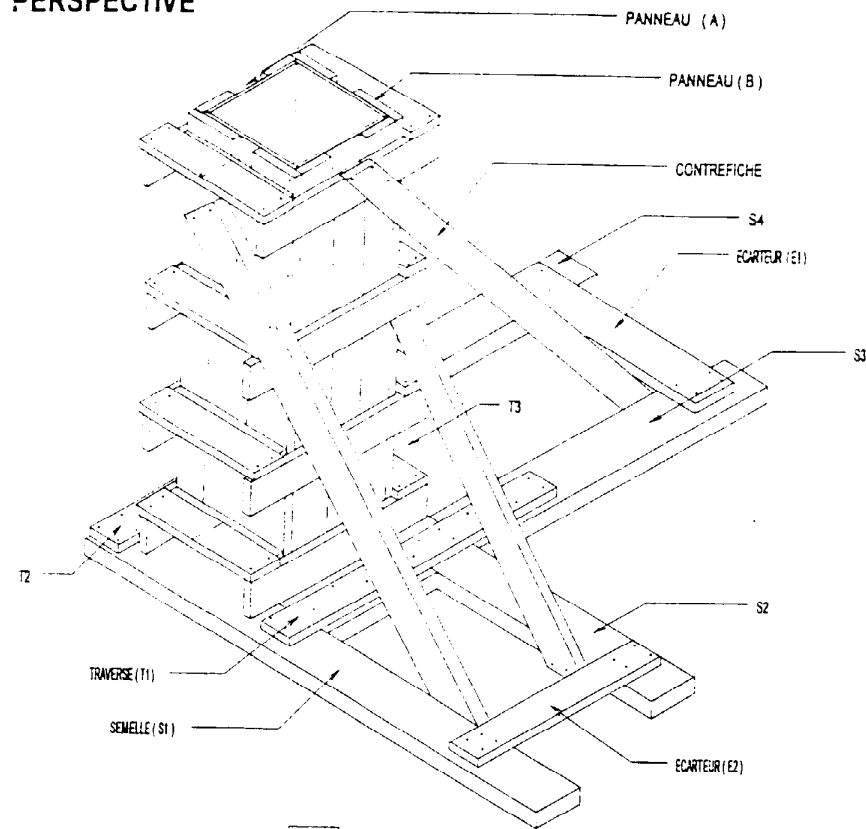 PERSPECTIVE
PANNEAU (A)
PANNEAU (B)
CONTREFICHE
S4
ECARTEUR (E1)
S3
T3
T2
S2
TRAVERSE (T1)
SEMELLE (S1)
ECARTEUR (E2)